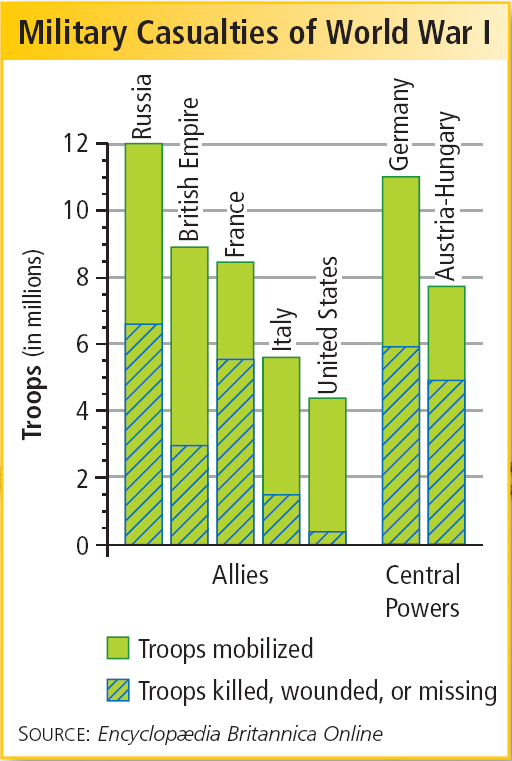 Military Casualties of World War I
Russia
British Empire
France
Italy
United States
Germany
Austria-Hungary
Troops (in millions)
12
10
8
6
4
2
0
Allies
Central
Powers
Troops mobilized
Troops killed, wounded, or missing
SOURCE: Encyclopædia Britannica Online